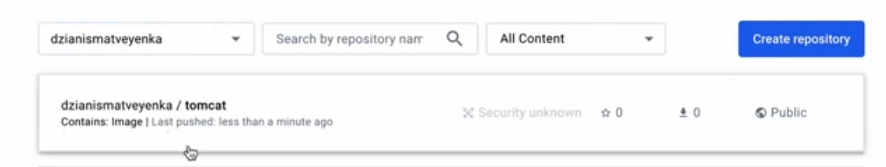 dzianismatveyenka
Search by repository nam
All Content
Create repository
dzianismatveyenka / tomcat
Contains: Image | Last pushed: less than a minute ago
Security unknown
0
0
Public